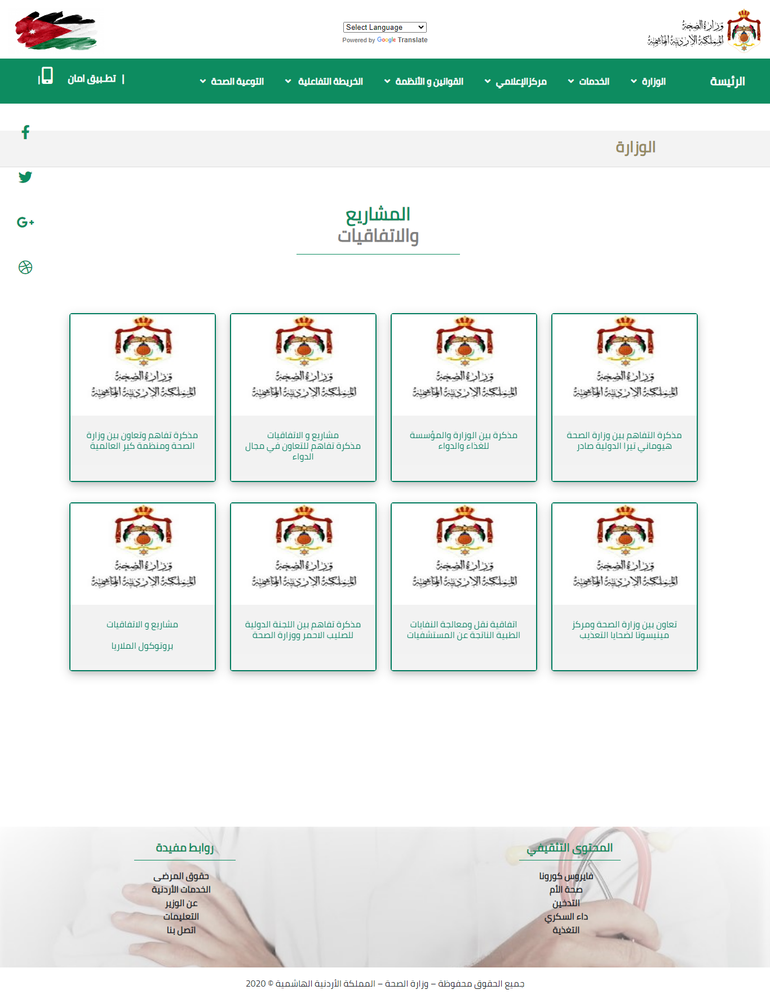 وزارة الصحة
المملكة الأردنية الهاشمية
Select Language
Powered by Google Translate
الرئيسة
الوزارة
الخدمات
مركزالإعلامي
القوانين و الأنظمة
الخريطة التفاعلية
التوعية الصحة
| تطـبيق امان |
الوزارة
المشاريع
والاتفاقيات
وزارة الصحة
المملكة الأردنية الهاشمية
مذكرة التفاهم بين وزارة الصحة
هيوماني تيرا الدولية صادر
وزارة الصحة
المملكة الأردنية الهاشمية
مذكرة بين الوزارة والمؤسسة
للغذاء والدواء
وزارة الصحة
المملكة الأردنية الهاشمية
مشاريع و الاتفاقيات
مذكرة تفاهم للتعاون في مجال
الدواء
وزارة الصحة
المملكة الأردنية الهاشمية
مذكرة تفاهم وتعاون بين وزارة
الصحة ومنظمة كير العالمية
وزارة الصحة
المملكة الأردنية الهاشمية
تعاون بين وزارة الصحة ومركز
مينيسوتا لضحايا التعذيب
وزارة الصحة
المملكة الأردنية الهاشمية
اتفاقية نقل ومعالجة النفايات
الطبية الناتجة عن المستشفيات
وزارة الصحة
المملكة الأردنية الهاشمية
مذكرة تفاهم بين اللجنة الدولية
للصليب الاحمر ووزارة الصحة
وزارة الصحة
المملكة الأردنية الهاشمية
مشاريع و الاتفاقيات
بروتوكول الملاريا
المحتوى التثقيفي
فايروس كورونا
صحة الأم
التدخين
داء السكري
التغذية
روابط مفيدة
حقوق المرضى
الخدمات الأردنية
عن الوزير
التعليمات
اتصل بنا
جميع الحقوق محفوظة – وزارة الصحة – المملكة الأردنية الهاشمية © 2020